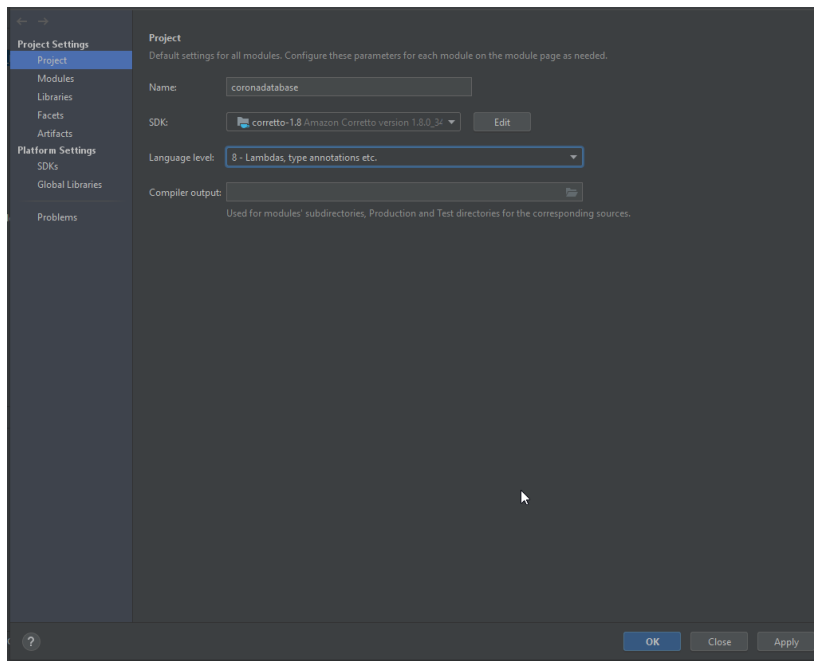 Project Settings
Project
Modules
Libraries
Facets
Artifacts
Platform Settings
SDKs
Global Libraries
Problems
Project
Default settings for all modules. Configure these parameters for each module on the module page as needed.
Name: coronadatabase
SDK: corretto-1.8 Amazon Corretto version 1.8.0_34 Edit
Language level: 8 - Lambdas, type annotations etc.
Compiler output:
Used for modules' subdirectories, Production and Test directories for the corresponding sources.
? OK Close Apply